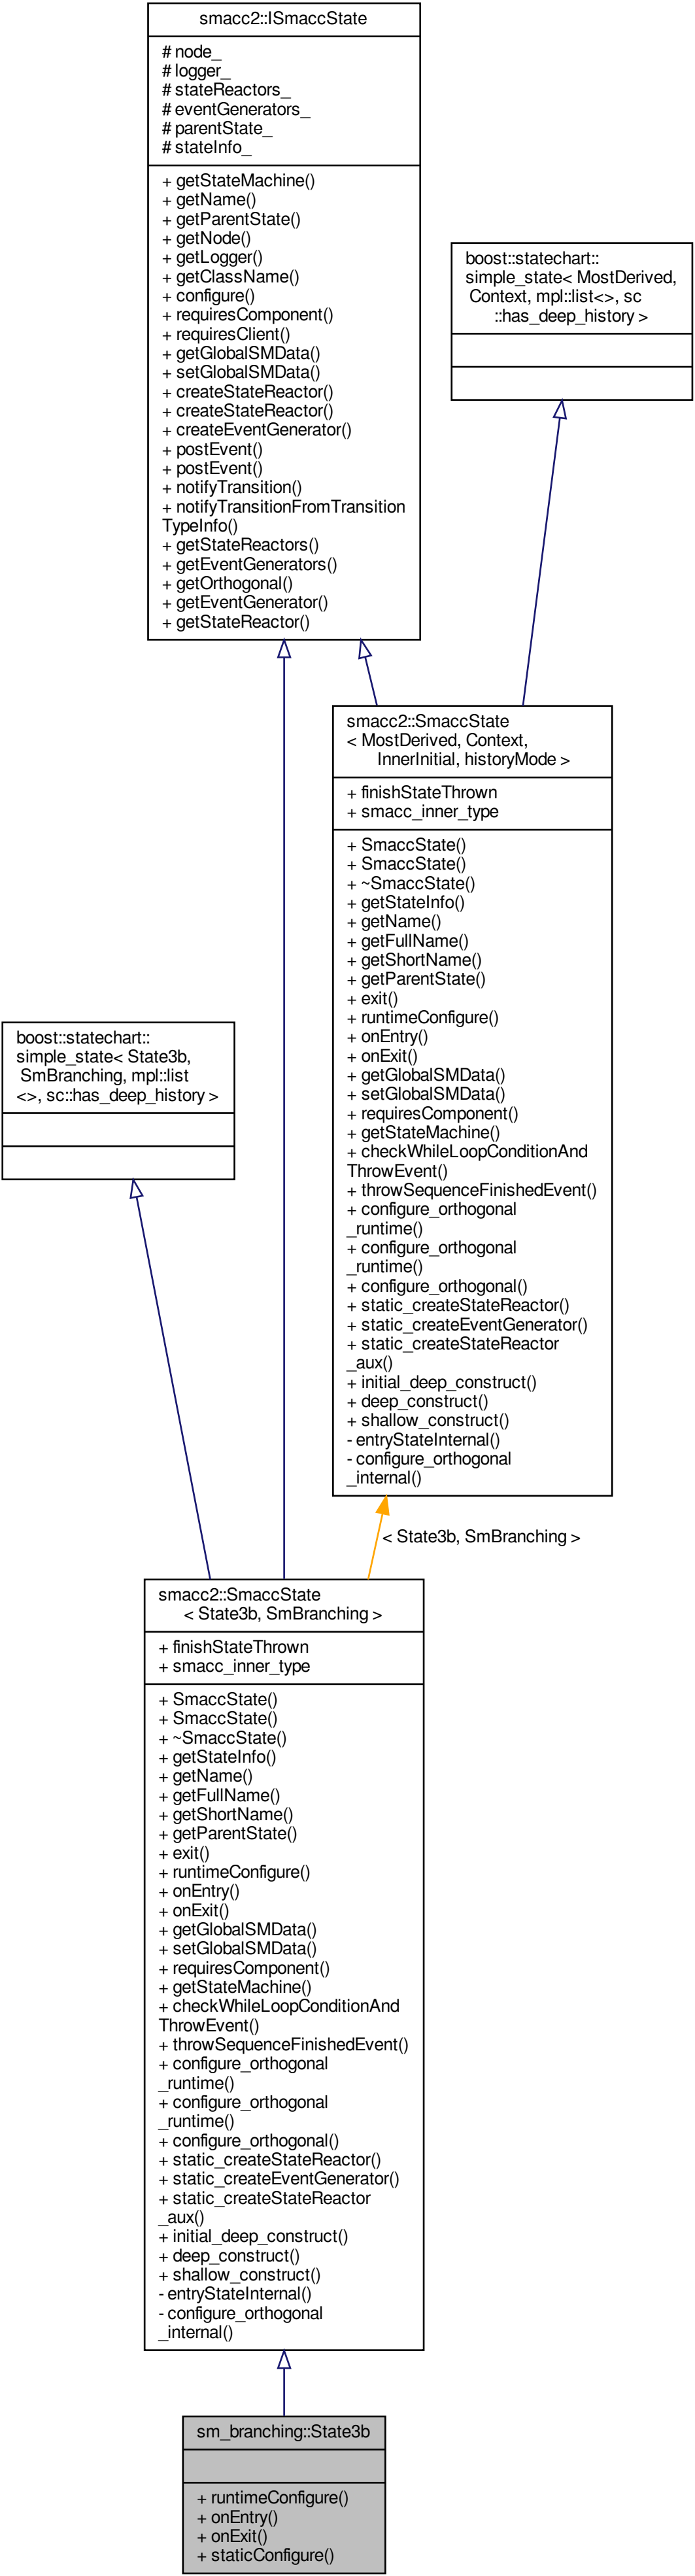 smacc2::ISmaccState
# node_
# logger_
# stateReactors_
# eventGenerators_
# parentState_
# stateInfo_
+ getStateMachine()
+ getName()
+ getParentState()
+ getNode()
+ getLogger()
+ getClassName()
+ configure()
+ requiresComponent()
+ requiresClient()
+ getGlobalSMData()
+ setGlobalSMData()
+ createStateReactor()
+ createStateReactor()
+ createEventGenerator()
+ postEvent()
+ postEvent()
+ notifyTransition()
+ notifyTransitionFromTransition
TypeInfo()
+ getStateReactors()
+ getEventGenerators()
+ getOrthogonal()
+ getEventGenerator()
+ getStateReactor()
boost::statechart::
simple_state< MostDerived,
Context, mpl::list<>, sc
::has_deep_history >
smacc2::SmaccState
< MostDerived, Context,
InnerInitial, historyMode >
+ finishStateThrown
+ smacc_inner_type
+ SmaccState()
+ SmaccState()
+ ~SmaccState()
+ getStateInfo()
+ getName()
+ getFullName()
+ getShortName()
+ getParentState()
+ exit()
+ runtimeConfigure()
+ onEntry()
+ onExit()
+ getGlobalSMData()
+ setGlobalSMData()
+ requiresComponent()
+ getStateMachine()
+ checkWhileLoopConditionAnd
ThrowEvent()
+ throwSequenceFinishedEvent()
+ configure_orthogonal
_runtime()
+ configure_orthogonal
_runtime()
+ configure_orthogonal()
+ static_createStateReactor()
+ static_createEventGenerator()
+ static_createStateReactor
_aux()
+ initial_deep_construct()
+ deep_construct()
+ shallow_construct()
- entryStateInternal()
- configure_orthogonal
_internal()
boost::statechart::
simple_state< State3b,
SmBranching, mpl::list
<>, sc::has_deep_history >
< State3b, SmBranching >
smacc2::SmaccState
< State3b, SmBranching >
+ finishStateThrown
+ smacc_inner_type
+ SmaccState()
+ SmaccState()
+ ~SmaccState()
+ getStateInfo()
+ getName()
+ getFullName()
+ getShortName()
+ getParentState()
+ exit()
+ runtimeConfigure()
+ onEntry()
+ onExit()
+ getGlobalSMData()
+ setGlobalSMData()
+ requiresComponent()
+ getStateMachine()
+ checkWhileLoopConditionAnd
ThrowEvent()
+ throwSequenceFinishedEvent()
+ configure_orthogonal
_runtime()
+ configure_orthogonal
_runtime()
+ configure_orthogonal()
+ static_createStateReactor()
+ static_createEventGenerator()
+ static_createStateReactor
_aux()
+ initial_deep_construct()
+ deep_construct()
+ shallow_construct()
- entryStateInternal()
- configure_orthogonal
_internal()
sm_branching::State3b
+ runtimeConfigure()
+ onEntry()
+ onExit()
+ staticConfigure()